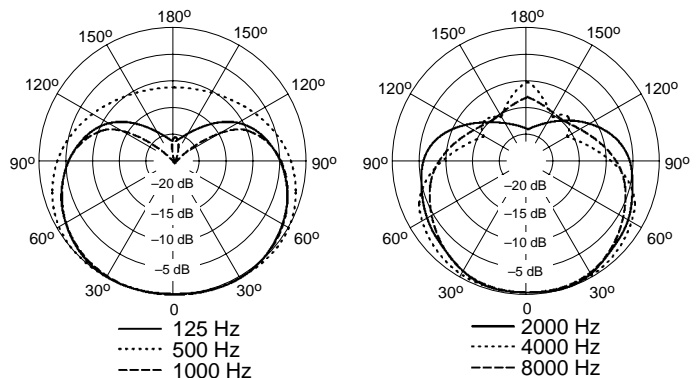 180º
150º 150º
120º 120º
90º 90º
60º 60º
30º 30º
0
–20 dB
–15 dB
–10 dB
–5 dB
125 Hz
500 Hz
1000 Hz
180º
150º 150º
120º 120º
90º 90º
60º 60º
30º 30º
0
–20 dB
–15 dB
–10 dB
–5 dB
2000 Hz
4000 Hz
8000 Hz